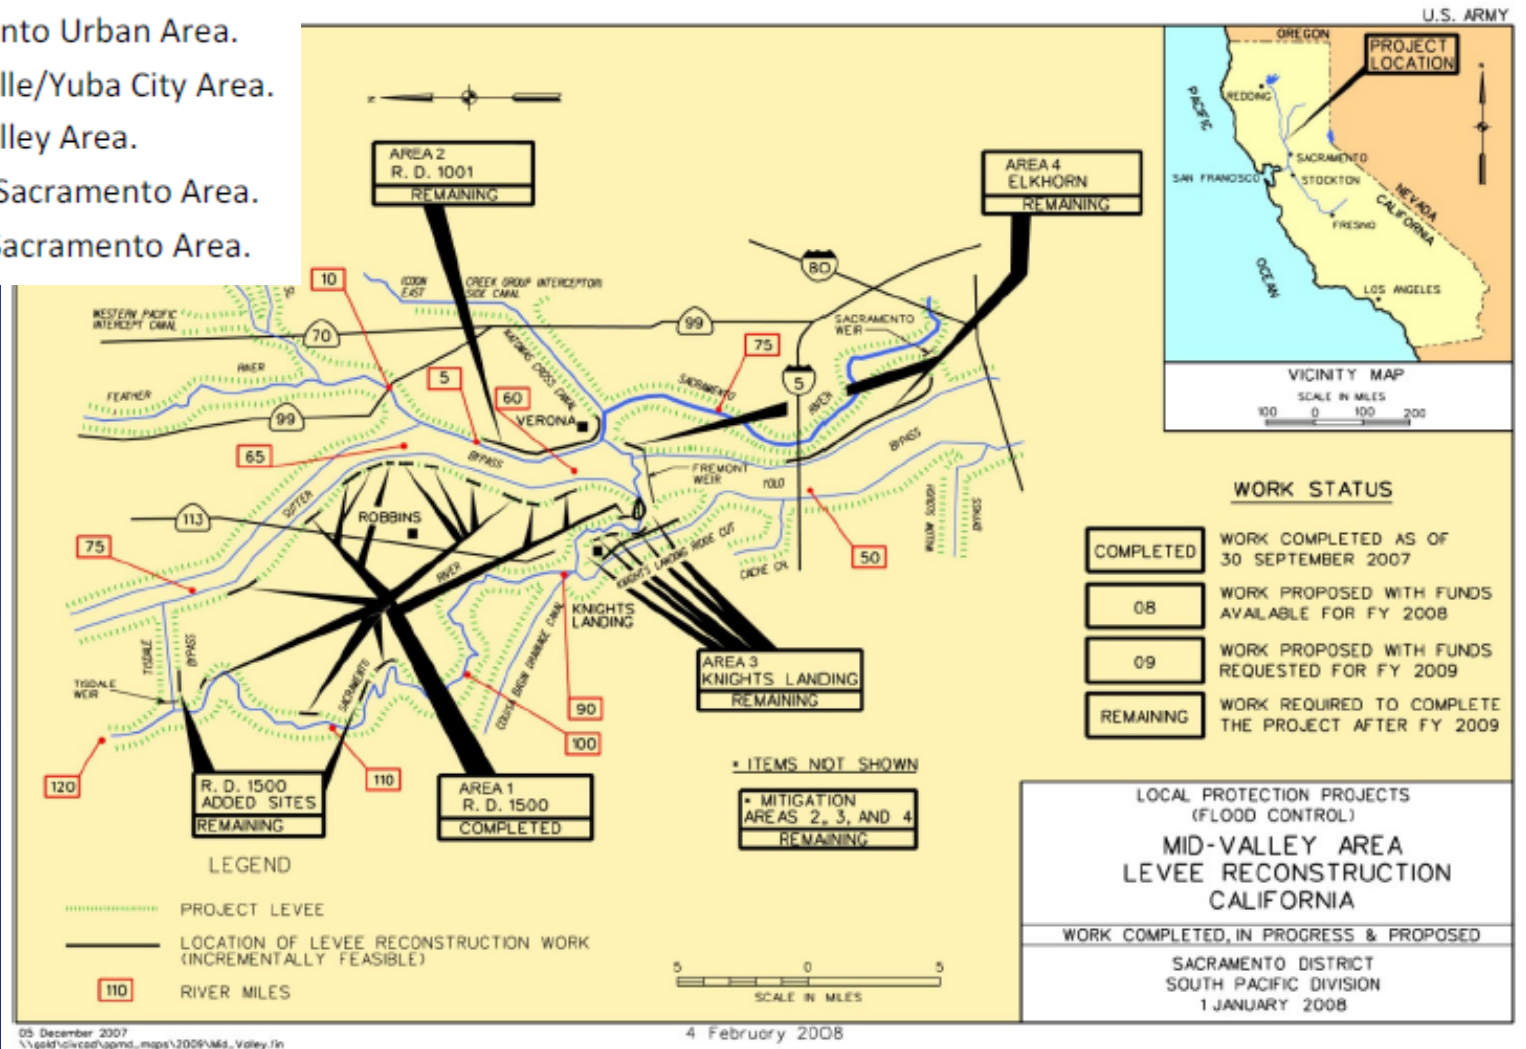 nto Urban Area.
lle/Yuba City Area.
lley Area.
Sacramento Area.
Sacramento Area.
U.S. ARMY
OREGON
PROJECT
LOCATION
REDDING
PACIFIC
SACRAMENTO
SAN FRANCISCO
STOCKTON
NEVADA
CALIFORNIA
FRESNO
OCEAN
LOS ANGELES
VICINITY MAP
SCALE IN MILES
100 0 100 200
N
AREA 2
R. D. 1001
REMAINING
AREA 4
ELKHORN
REMAINING
80
10
EAST
CREEK GROUP INTERCEPTOR
SIDE CANAL
WESTERN PACIFIC
INTERCEPT CANAL
70
99
SACRAMENTO
WEIR
75
5
NATOMAS CROSS CANAL
RIVER
FEATHER
5
60
SACRAMENTO
RIVER
99
VERONA
65
BYPASS
BYPASS
FREMONT
WEIR
YOLO
SUTTER
ROBBINS
113
75
50
KNIGHTS LANDING RIDGE CUT
CACHE CR.
BYPASS
RIVER
KNIGHTS
LANDING
TISDALE
BYPASS
TISDALE
WEIR
SACRAMENTO
COLUSA BASIN DRAINAGE CANAL
AREA 3
KNIGHTS LANDING
REMAINING
90
100
110
120
R. D. 1500
ADDED SITES
REMAINING
AREA 1
R. D. 1500
COMPLETED
* ITEMS NOT SHOWN
* MITIGATION
AREAS 2, 3, AND 4
REMAINING
WORK STATUS
COMPLETED
WORK COMPLETED AS OF
30 SEPTEMBER 2007
08
WORK PROPOSED WITH FUNDS
AVAILABLE FOR FY 2008
09
WORK PROPOSED WITH FUNDS
REQUESTED FOR FY 2009
REMAINING
WORK REQUIRED TO COMPLETE
THE PROJECT AFTER FY 2009
LEGEND
PROJECT LEVEE
LOCATION OF LEVEE RECONSTRUCTION WORK
(INCREMENTALLY FEASIBLE)
110
RIVER MILES
5 0 5
SCALE IN MILES
LOCAL PROTECTION PROJECTS
(FLOOD CONTROL)
MID-VALLEY AREA
LEVEE RECONSTRUCTION
CALIFORNIA
WORK COMPLETED, IN PROGRESS & PROPOSED
SACRAMENTO DISTRICT
SOUTH PACIFIC DIVISION
1 JANUARY 2008
05 December 2007
4 February 2008